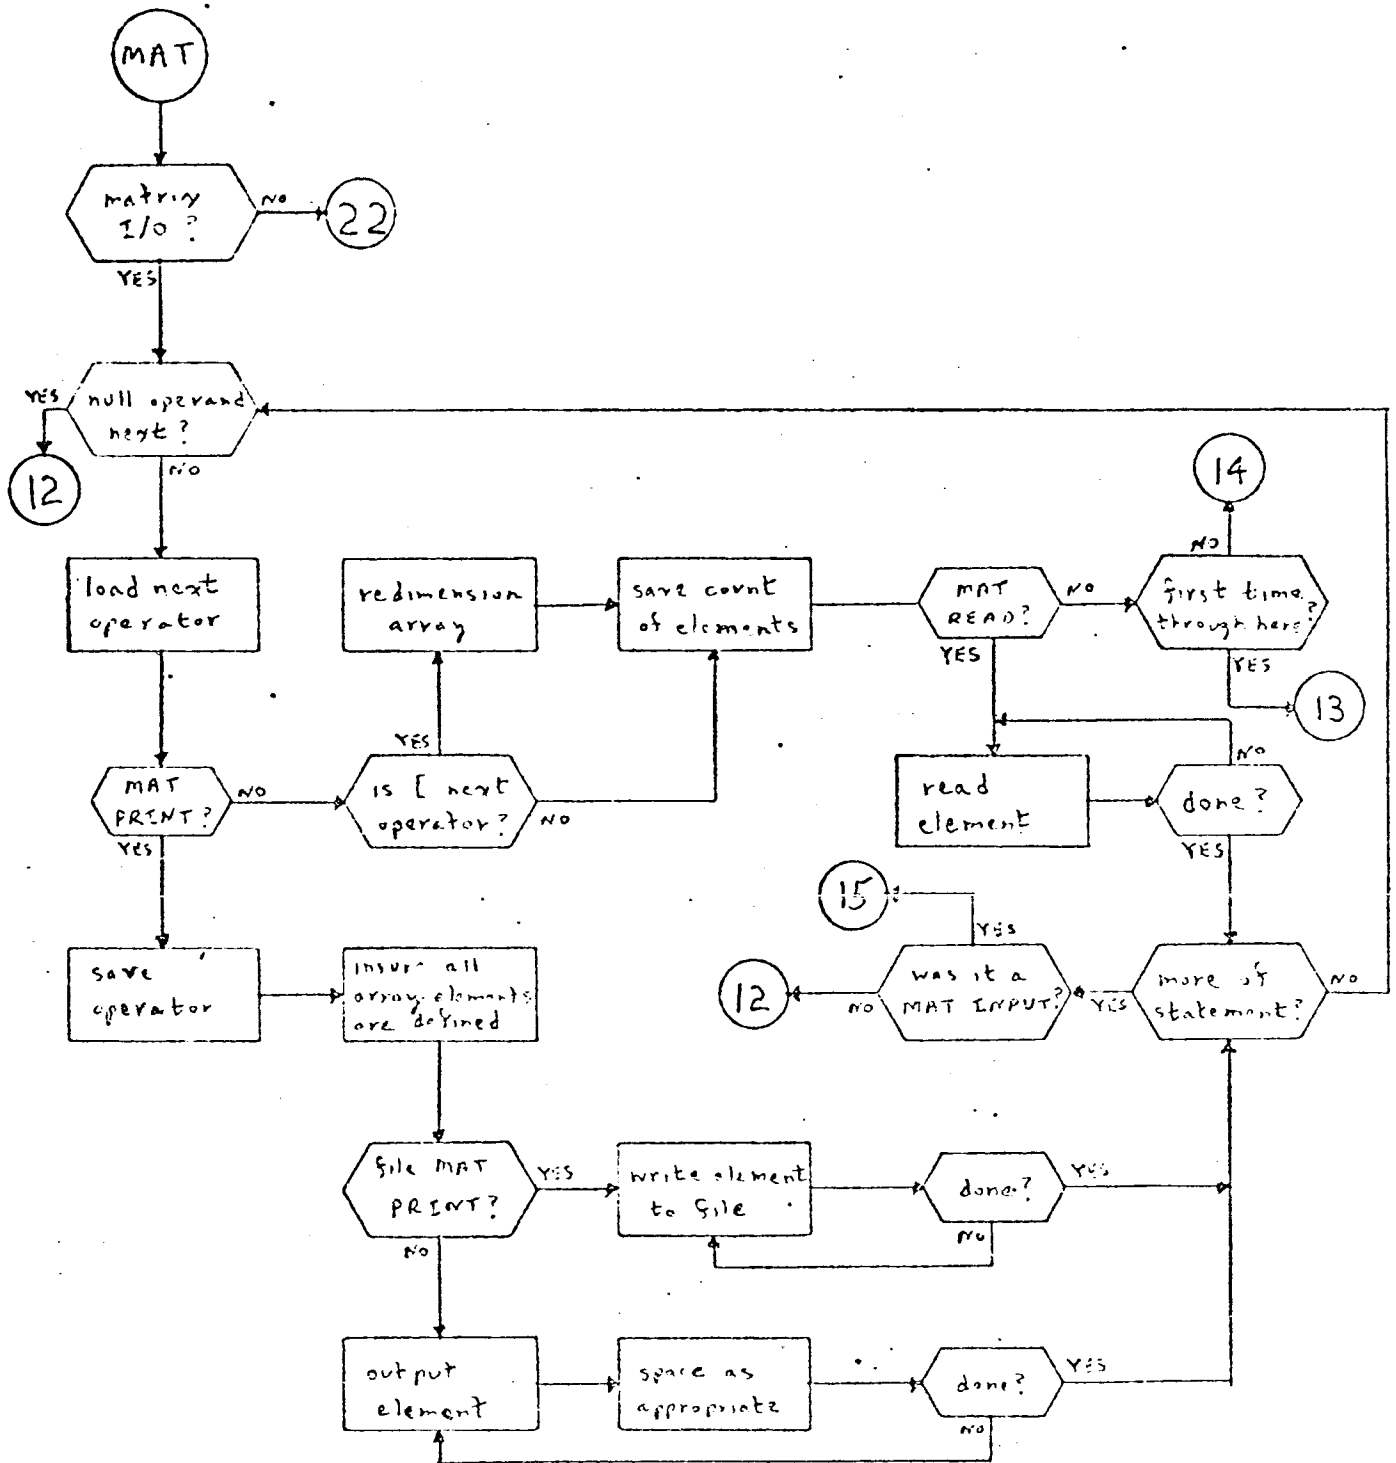 MAT
matrix
I/O?
NO
22
YES
YES
null operand
next?
NO
12
14
NO
load next
operator
redimension
array
save count
of elements
MAT
READ?
NO
first time
through here?
YES
YES
13
YES
NO
MAT
PRINT?
NO
is [ next
operator?
NO
read
element
done?
YES
YES
15
YES
save
operator
insure all
array elements
are defined
12
NO
was it a
MAT INPUT?
YES
more of
statement?
NO
file MAT
PRINT?
YES
write element
to file
done?
YES
NO
NO
output
element
space as
appropriate
done?
YES
NO